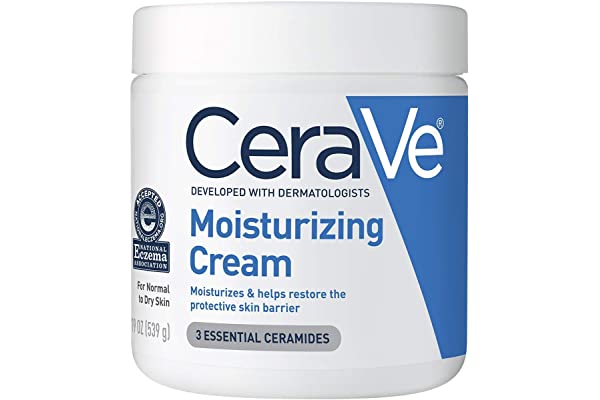 CeraVe®
DEVELOPED WITH DERMATOLOGISTS
Moisturizing
Cream
Moisturizes & helps restore the
protective skin barrier
3 ESSENTIAL CERAMIDES
ACCEPTED
e
NATIONAL
Eczema
ASSOCIATION
For Normal
to Dry Skin
OZ (539 g)